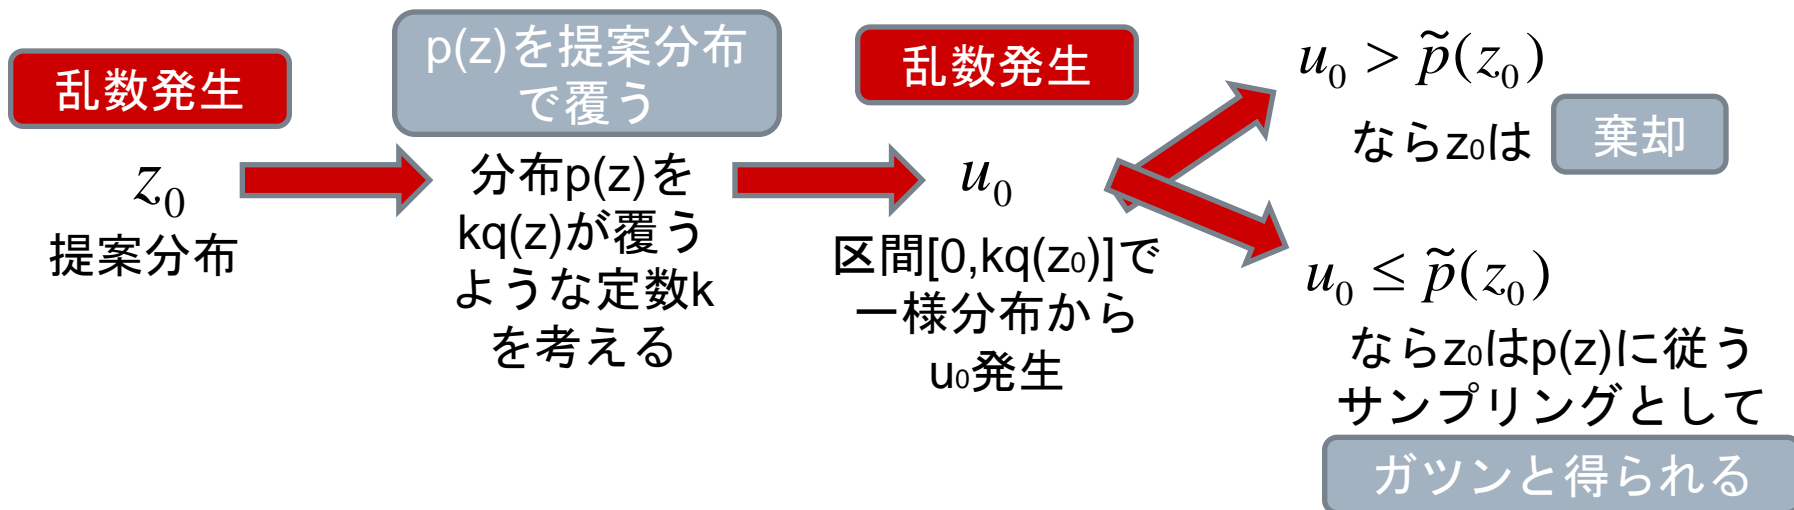 乱数発生
z₀
提案分布
p(z)を提案分布
で覆う
分布p(z)を
kq(z)が覆う
ような定数k
を考える
乱数発生
u₀
区間[0,kq(z₀)]で
一様分布から
u₀発生
u₀ > p̃(z₀)
ならz₀は
棄却
u₀ ≤ p̃(z₀)
ならz₀はp(z)に従う
サンプリングとして
ガツンと得られる